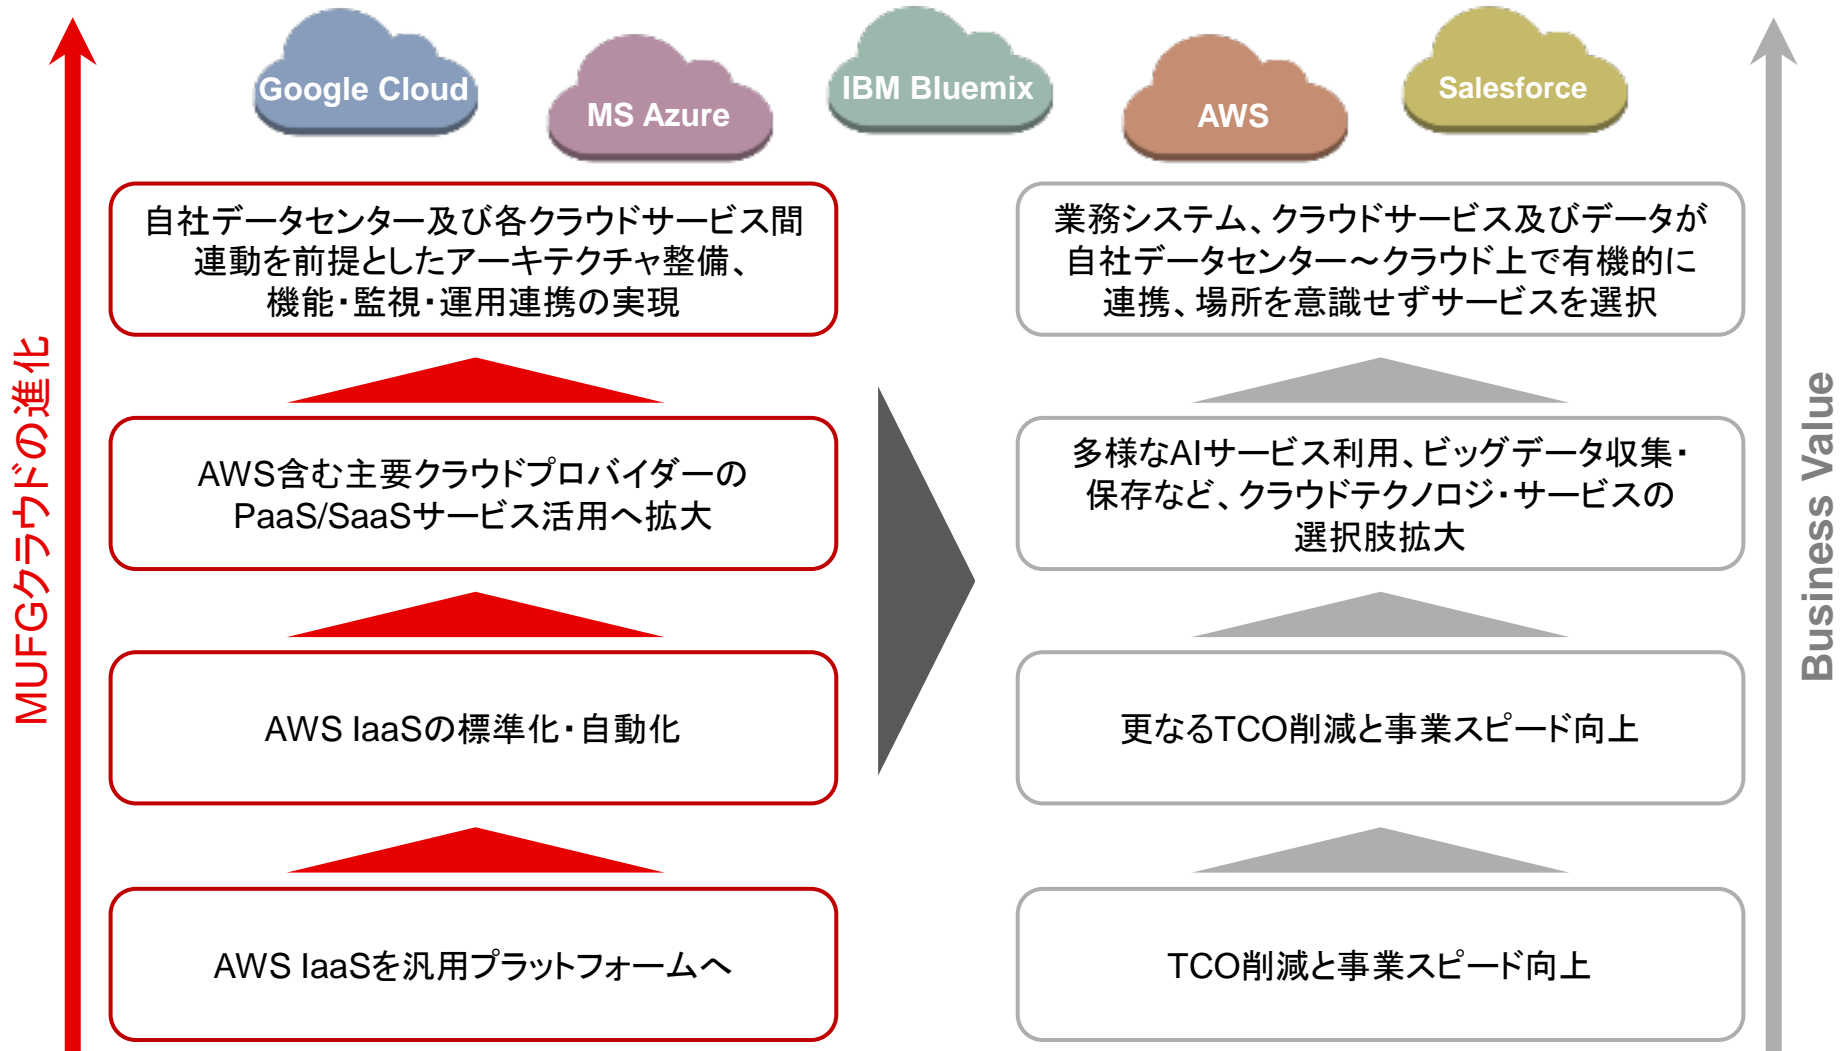 Google Cloud
MS Azure
IBM Bluemix
AWS
Salesforce
MUFGクラウドの進化
自社データセンター及び各クラウドサービス間
連動を前提としたアーキテクチャ整備、
機能・監視・運用連携の実現
AWS含む主要クラウドプロバイダーの
PaaS/SaaSサービス活用へ拡大
AWS IaaSの標準化・自動化
AWS IaaSを汎用プラットフォームへ
業務システム、クラウドサービス及びデータが
自社データセンター～クラウド上で有機的に
連携、場所を意識せずサービスを選択
多様なAIサービス利用、ビッグデータ収集・
保存など、クラウドテクノロジ・サービスの
選択肢拡大
更なるTCO削減と事業スピード向上
TCO削減と事業スピード向上
Business Value